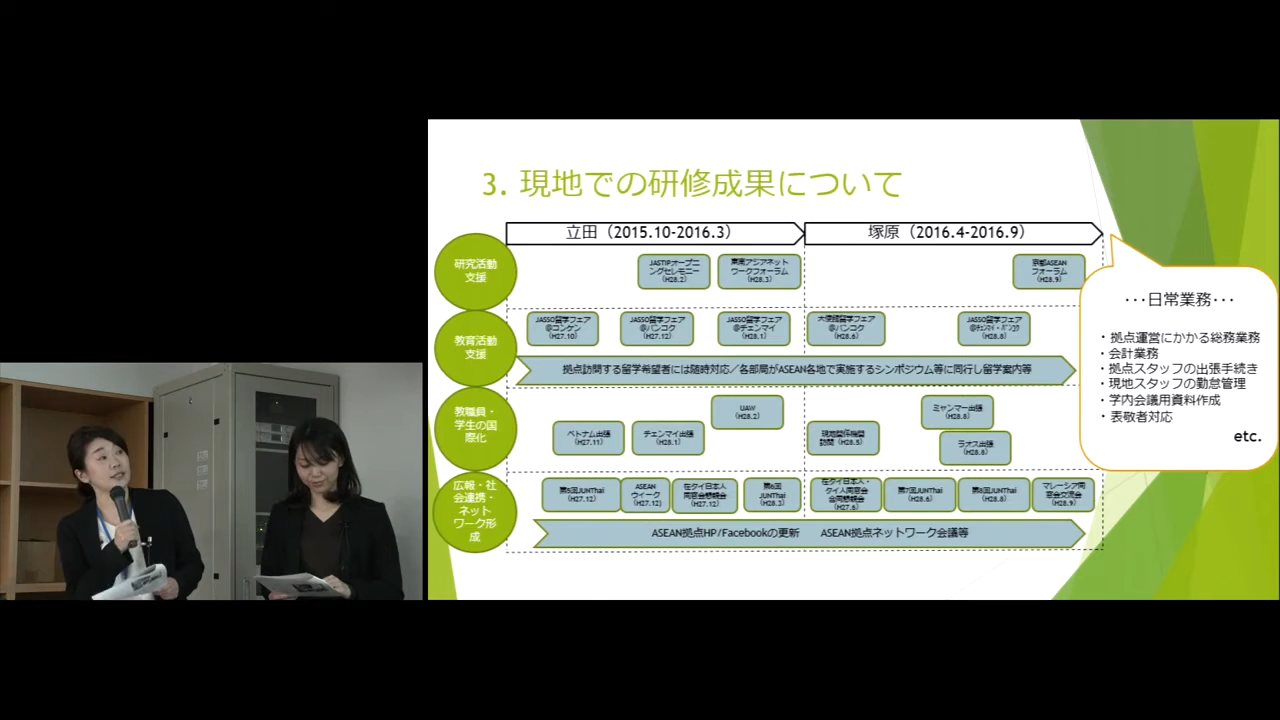 3. 現地での研修成果について
立田（2015.10-2016.3）
塚原（2016.4-2016.9）
研究活動
支援
JASTIPオープニ
ングセレモニー
(H28.2)
東南アジアネット
ワークフォーラム
(H28.3)
京都ASEAN
フォーラム
(H28.9)
教育活動
支援
JASSO留学フェア
@コンケン
(H27.10)
JASSO留学フェア
@バンコク
(H27.12)
JASSO留学フェア
@チェンマイ
(H28.1)
大使館留学フェア
@バンコク
(H28.6)
JASSO留学フェア
@ﾁｪﾝﾏｲ・ﾊﾞﾝｺｸ
(H28.8)
拠点訪問する留学希望者には随時対応／各部局がASEAN各地で実施するシンポジウム等に同行し留学案内等
教職員・
学生の国
際化
ベトナム出張
(H27.11)
チェンマイ出張
(H28.1)
UAW
(H28.2)
現地関係機関
訪問（H28.5）
ミャンマー出張
(H28.8)
ラオス出張
(H28.8)
広報・社
会連携・
ネット
ワーク形
成
第5回JUNThai
(H27.12)
ASEAN
ウイーク
(H27.12)
在タイ日本人
同窓会懇親会
(H27.12)
第6回
JUNThai
(H28.3)
在タイ日本人・
タイ人同窓会
合同懇親会
(H27.6)
第7回JUNThai
(H28.6)
第8回JUNThai
(H28.8)
マレーシア同
窓会交流会
(H28.9)
ASEAN拠点HP/Facebookの更新　ASEAN拠点ネットワーク会議等
･･･日常業務･･･
・拠点運営にかかる総務業務
・会計業務
・拠点スタッフの出張手続き
・現地スタッフの勤怠管理
・学内会議用資料作成
・表敬者対応
etc.